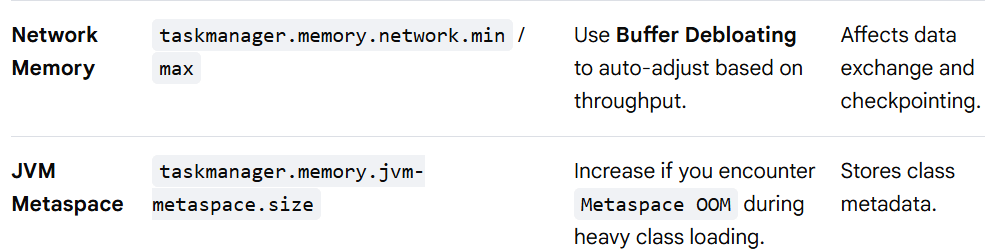 Network Memory
taskmanager.memory.network.min / max
Use Buffer Debloating to auto-adjust based on throughput.
Affects data exchange and checkpointing.
JVM Metaspace
taskmanager.memory.jvm-metaspace.size
Increase if you encounter Metaspace OOM during heavy class loading.
Stores class metadata.